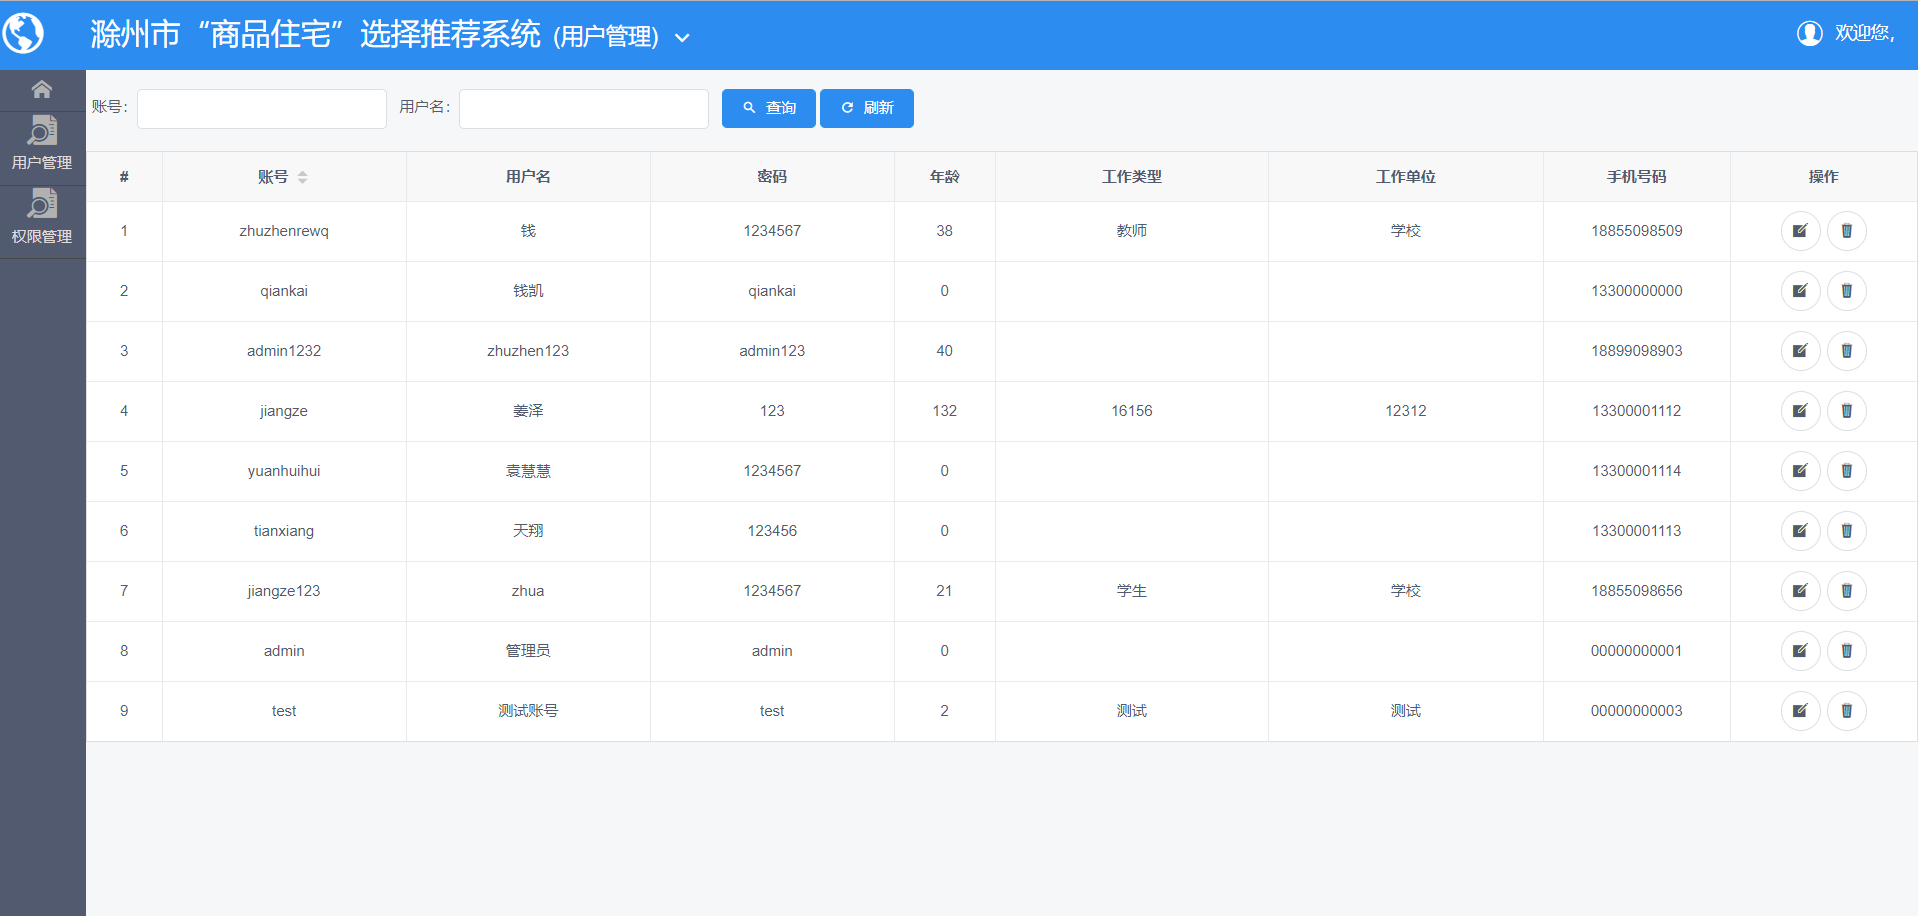 滁州市“商品住宅”选择推荐系统 (用户管理)
欢迎您,
用户管理
权限管理
账号:
用户名:
查询
刷新
# 账号 用户名 密码 年龄 工作类型 工作单位 手机号码 操作
1 zhuzhenrewq 钱 1234567 38 教师 学校 18855098509
2 qiankai 钱凯 qiankai 0 13300000000
3 admin1232 zhuzhen123 admin123 40 18899098903
4 jiangze 姜泽 123 132 16156 12312 13300001112
5 yuanhuihui 袁慧慧 1234567 0 13300001114
6 tianxiang 天翔 123456 0 13300001113
7 jiangze123 zhua 1234567 21 学生 学校 18855098656
8 admin 管理员 admin 0 00000000001
9 test 测试账号 test 2 测试 测试 00000000003